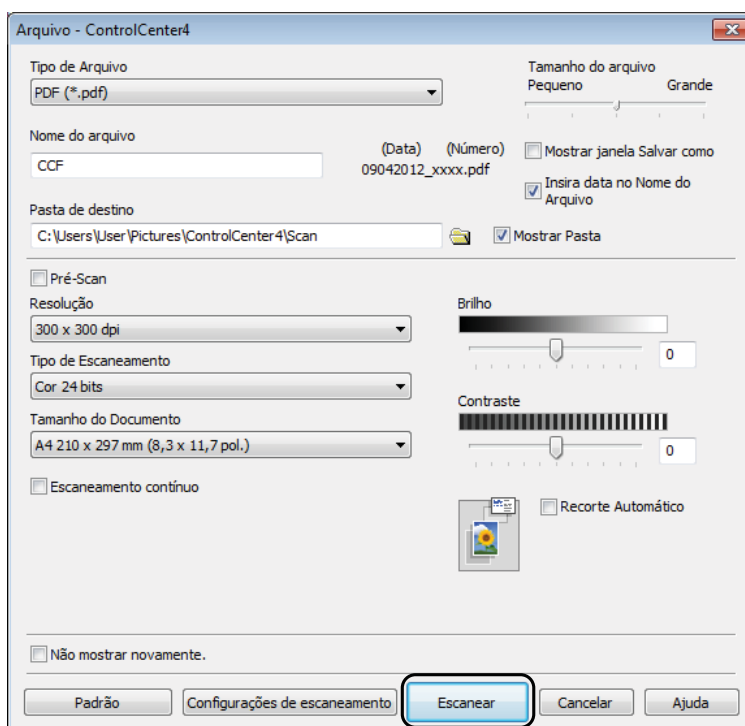 Arquivo - ControlCenter4
Tipo de Arquivo
PDF (*.pdf)
Tamanho do arquivo
Pequeno Grande
Nome do arquivo
CCF
(Data) (Número)
09042012_xxxx.pdf
Mostrar janela Salvar como
Insira data no Nome do
Arquivo
Pasta de destino
C:\Users\User\Pictures\ControlCenter4\Scan
Mostrar Pasta
Pré-Scan
Resolução
300 x 300 dpi
Tipo de Escaneamento
Cor 24 bits
Tamanho do Documento
A4 210 x 297 mm (8,3 x 11,7 pol.)
Escaneamento contínuo
Brilho
0
Contraste
0
Recorte Automático
Não mostrar novamente.
Padrão Configurações de escaneamento Escanear Cancelar Ajuda